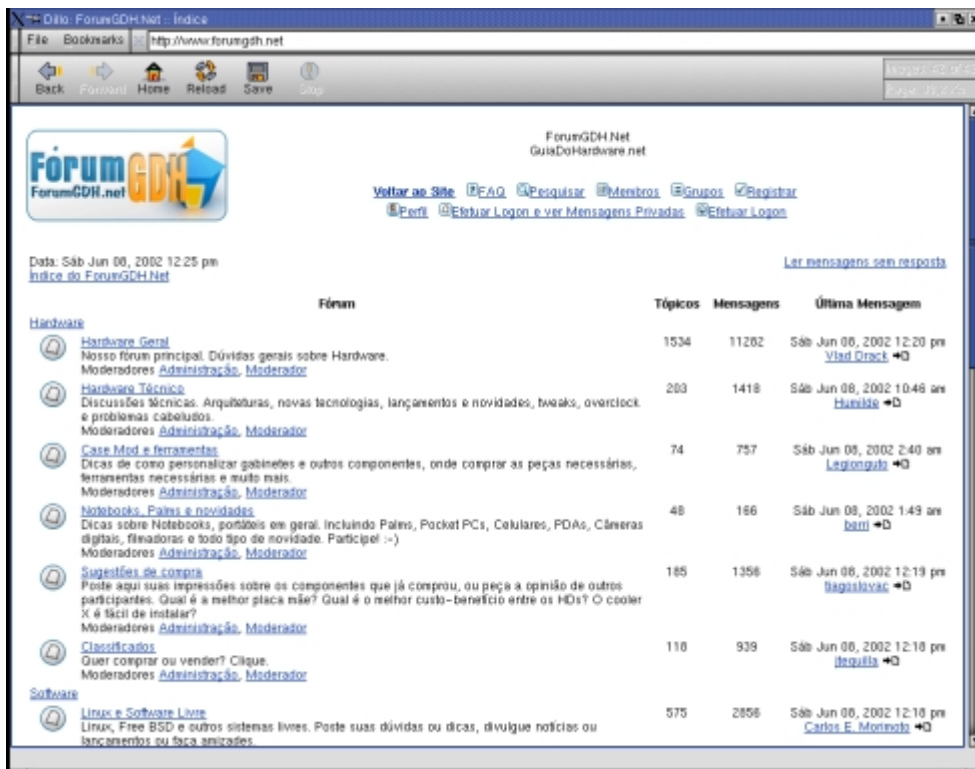 Dillo: ForumGDH.Net :: Índice
File Bookmarks http://www.forumgdh.net
Back Forward Home Reload Save Stop
FórumGDH
ForumGDH.net
ForumGDH.Net
GuiaDoHardware.net
Voltar ao Site FAQ Pesquisar Membros Grupos Registrar
Perfil Efetuar Logon e ver Mensagens Privadas Efetuar Logon
Data: Sáb Jun 08, 2002 12:25 pm
Índice do ForumGDH.Net
Ler mensagens sem resposta
Fórum Tópicos Mensagens Última Mensagem
Hardware
Hardware Geral 1534 11282 Sáb Jun 08, 2002 12:20 pm
Nosso fórum principal. Dúvidas gerais sobre Hardware. Vlad Drack
Moderadores Administração, Moderador
Hardware Técnico 203 1418 Sáb Jun 08, 2002 10:46 am
Discussões técnicas. Arquiteturas, novas tecnologias, lançamentos e novidades, tweaks, overclock Humilde
e problemas cabeludos.
Moderadores Administração, Moderador
Case Mod e ferramentas 74 757 Sáb Jun 08, 2002 2:40 am
Dicas de como personalizar gabinetes e outros componentes, onde comprar as peças necessárias, Legionguto
ferramentas necessárias e muito mais.
Moderadores Administração, Moderador
Notebooks, Palms e novidades 48 166 Sáb Jun 08, 2002 1:49 am
Dicas sobre Notebooks, portáteis em geral. Incluindo Palms, Pocket PCs, Celulares, PDAs, Câmeras
digitais, filmadoras e todo tipo de novidade. Participe! :-)
Moderadores Administração, Moderador
Sugestões de compra 185 1356 Sáb Jun 08, 2002 12:19 pm
Poste aqui suas impressões sobre os componentes que já comprou, ou peça a opinião de outros tiagoslovac
participantes. Qual é a melhor placa mãe? Qual é o melhor custo-benefício entre os HDs? O cooler
X é fácil de instalar?
Moderadores Administração, Moderador
Classificados 118 939 Sáb Jun 08, 2002 12:18 pm
Quer comprar ou vender? Clique. jtequilla
Moderadores Administração, Moderador
Software
Linux e Software Livre 575 2856 Sáb Jun 08, 2002 12:18 pm
Linux, Free BSD e outros sistemas livres. Poste suas dúvidas ou dicas, divulgue notícias ou Carlos E. Morimoto
lançamentos ou faça amizades.